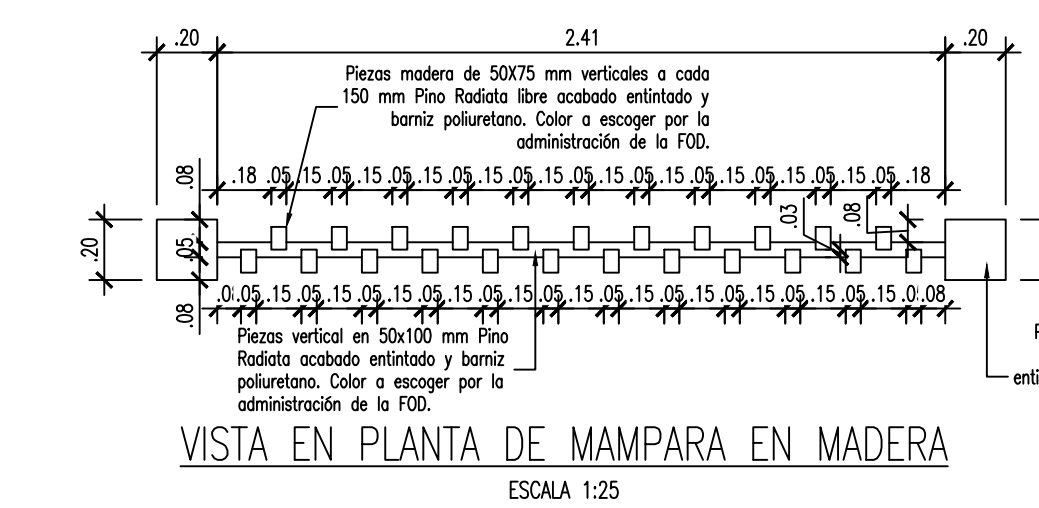 .20 2.41 .20
Piezas madera de 50X75 mm verticales a cada
150 mm Pino Radiata libre acabado entintado y
barniz poliuretano. Color a escoger por la
administración de la FOD.
.08
.18 .05 .15 .05 .15 .05 .15 .05 .15 .05 .15 .05 .15 .05 .15 .05 .15 .05 .15 .05 .15 .05 .18
.03 .08
.20 .05
.08
.05 .15 .05 .15 .05 .15 .05 .15 .05 .15 .05 .15 .05 .15 .05 .15 .05 .15 .05 .15 .05 .15 .08
Piezas vertical en 50x100 mm Pino
Radiata acabado entintado y barniz
poliuretano. Color a escoger por la
administración de la FOD.
VISTA EN PLANTA DE MAMPARA EN MADERA
ESCALA 1:25